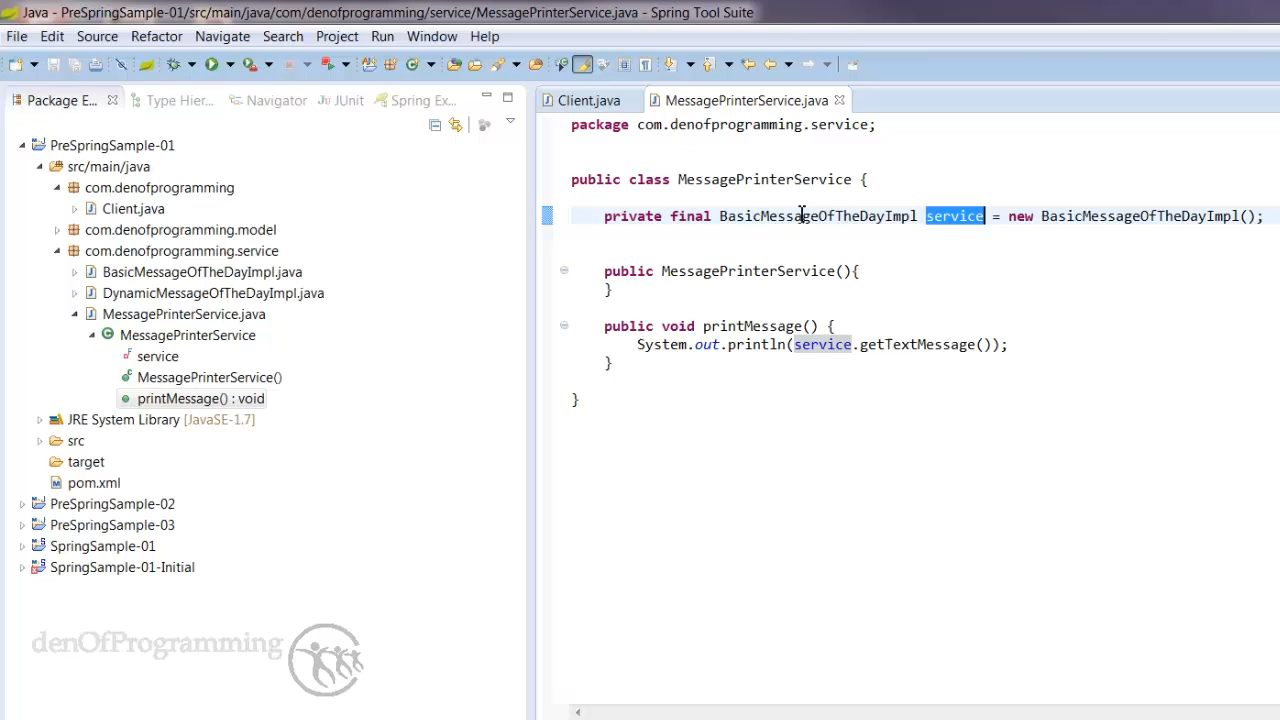 Java - PreSpringSample-01/src/main/java/com/denofprogramming/service/MessagePrinterService.java - Spring Tool Suite
File Edit Source Refactor Navigate Search Project Run Window Help
Package E... Type Hier... Navigator JUnit Spring Ex...
PreSpringSample-01
src/main/java
com.denofprogramming
Client.java
com.denofprogramming.model
com.denofprogramming.service
BasicMessageOfTheDayImpl.java
DynamicMessageOfTheDayImpl.java
MessagePrinterService.java
MessagePrinterService
service
MessagePrinterService()
printMessage() : void
JRE System Library [JavaSE-1.7]
src
target
pom.xml
PreSpringSample-02
PreSpringSample-03
SpringSample-01
SpringSample-01-Initial
denOfProgramming
Client.java MessagePrinterService.java
package com.denofprogramming.service;
public class MessagePrinterService {
private final BasicMessageOfTheDayImpl service = new BasicMessageOfTheDayImpl();
public MessagePrinterService(){
}
public void printMessage() {
System.out.println(service.getTextMessage());
}
}